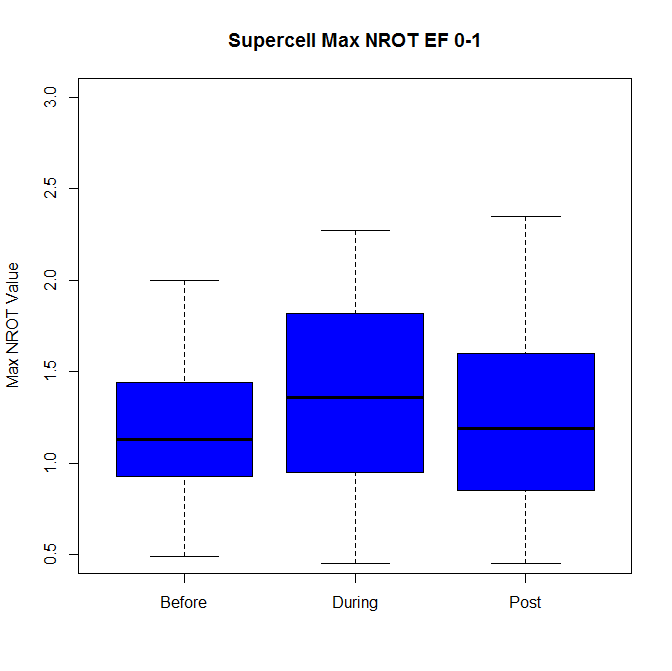 Supercell Max NROT EF 0-1
Max NROT Value
3.0
2.5
2.0
1.5
1.0
0.5
Before During Post